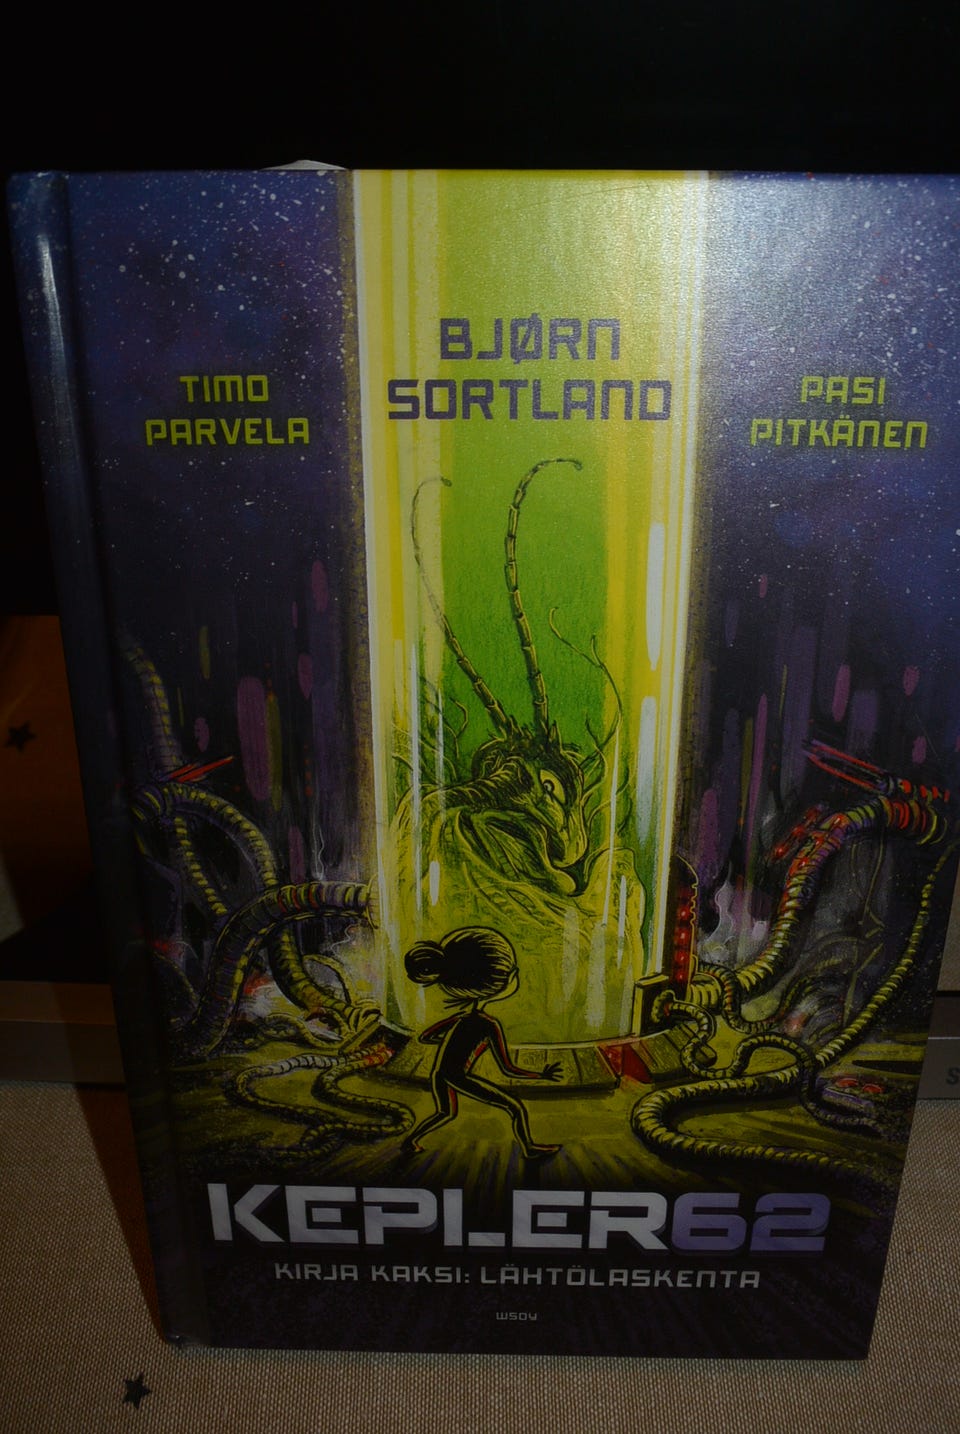 BJØRN
SORTLAND
TIMO
PARVELA
PASI
PITKÄNEN
KEPLER62
KIRJA KAKSI: LÄHTÖLASKENTA
WSOY
S